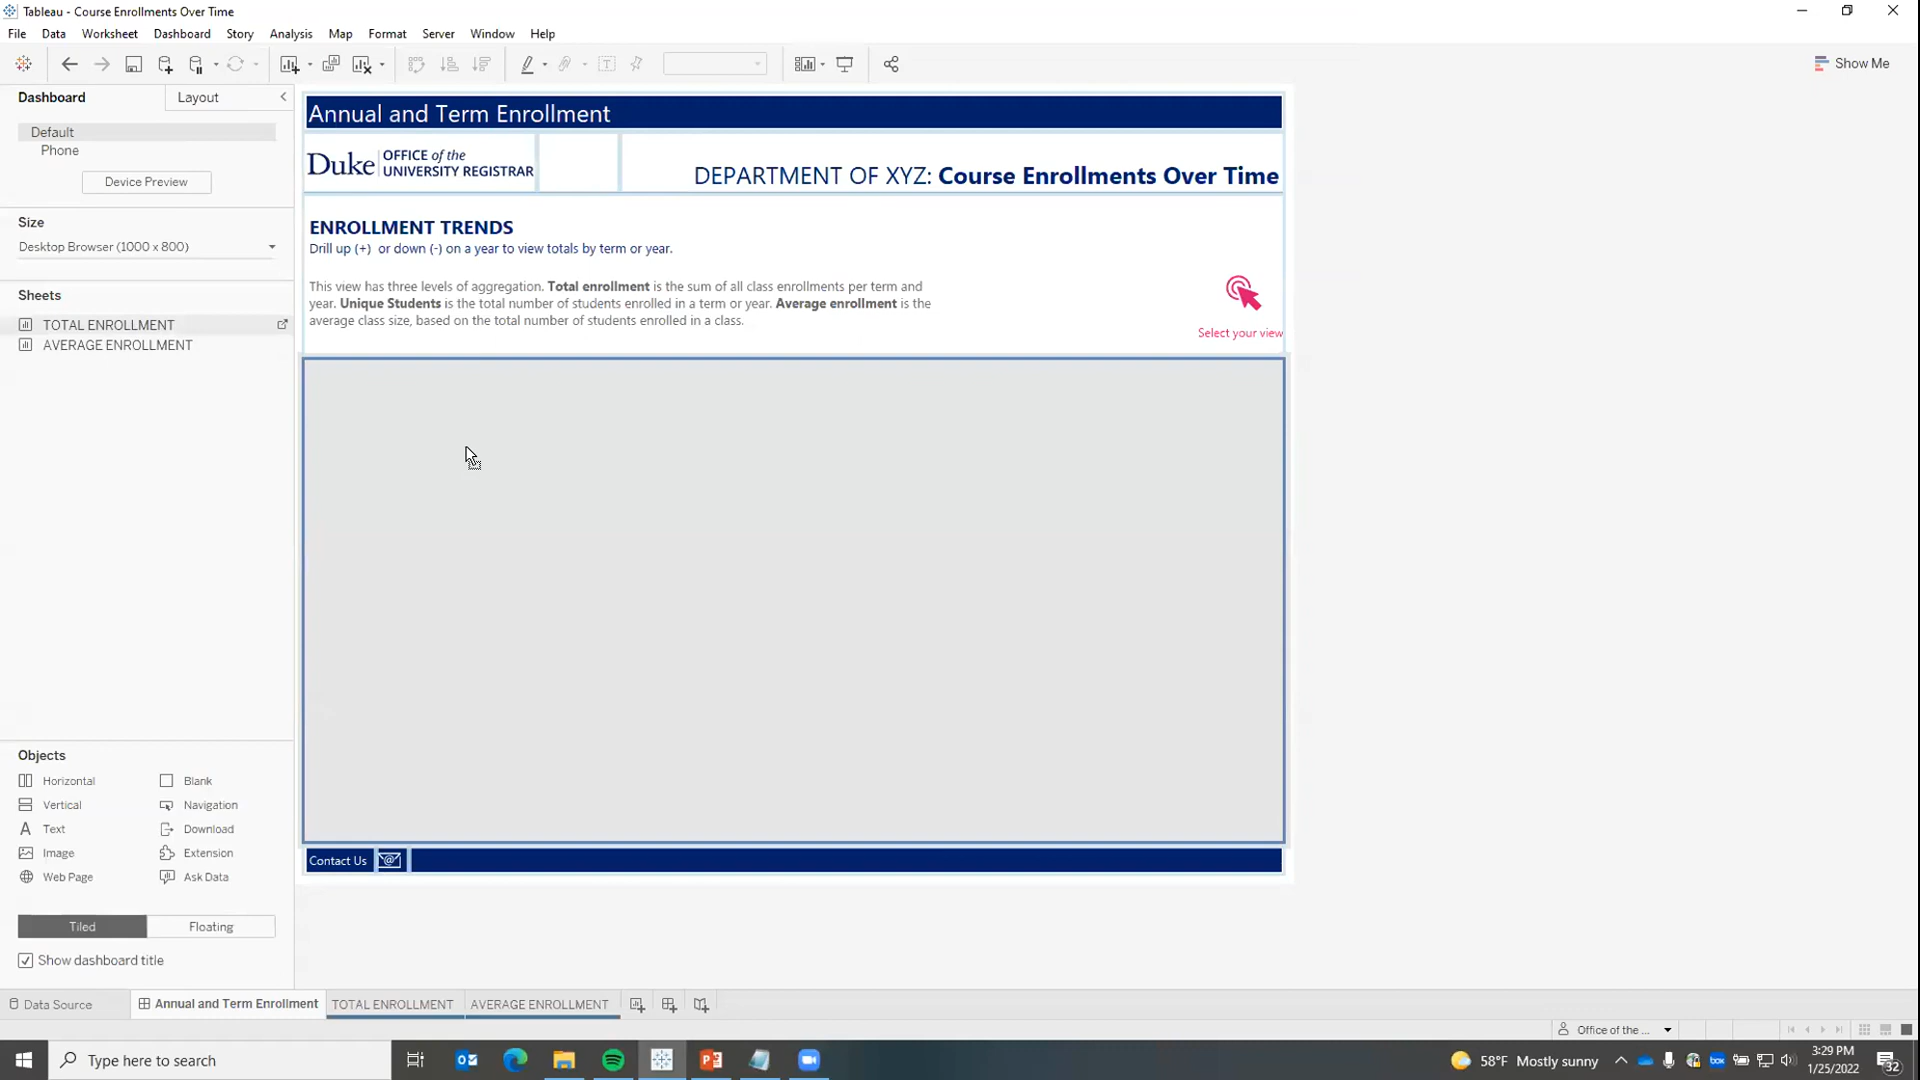 Tableau - Course Enrollments Over Time
File Data Worksheet Dashboard Story Analysis Map Format Server Window Help
Show Me
Dashboard Layout
Default
Phone
Device Preview
Size
Desktop Browser (1000 x 800)
Sheets
TOTAL ENROLLMENT
AVERAGE ENROLLMENT
Annual and Term Enrollment
Duke OFFICE of the
UNIVERSITY REGISTRAR
DEPARTMENT OF XYZ: Course Enrollments Over Time
ENROLLMENT TRENDS
Drill up (+) or down (-) on a year to view totals by term or year.
This view has three levels of aggregation. Total enrollment is the sum of all class enrollments per term and
year. Unique Students is the total number of students enrolled in a term or year. Average enrollment is the
average class size, based on the total number of students enrolled in a class.
Select your view
Contact Us
Objects
Horizontal Blank
Vertical Navigation
Text Download
Image Extension
Web Page Ask Data
Tiled Floating
Show dashboard title
Data Source Annual and Term Enrollment TOTAL ENROLLMENT AVERAGE ENROLLMENT
Office of the ...
Type here to search
58°F Mostly sunny
3:29 PM
1/25/2022
32